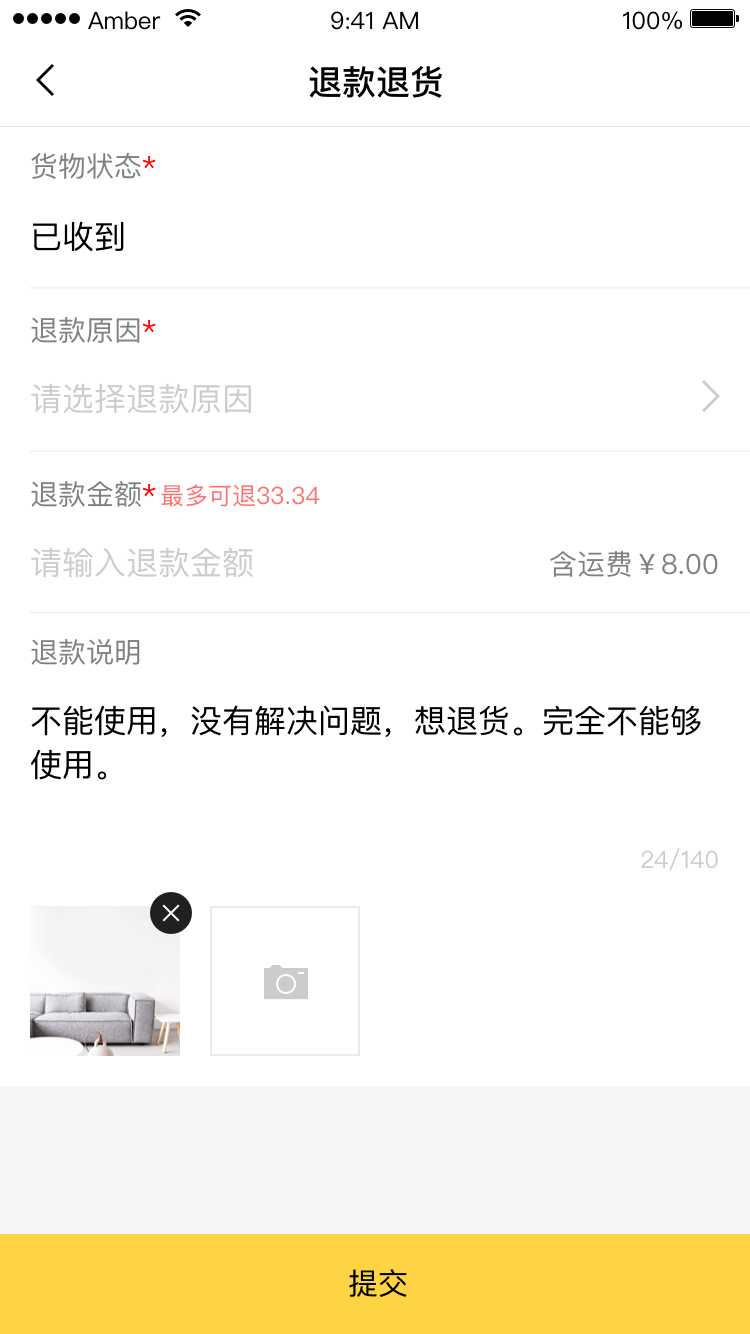 Amber 9:41 AM 100%
退款退货
货物状态*
已收到
退款原因*
请选择退款原因
退款金额*最多可退33.34
请输入退款金额 含运费￥8.00
退款说明
不能使用，没有解决问题，想退货。完全不能够
使用。
24/140
提交